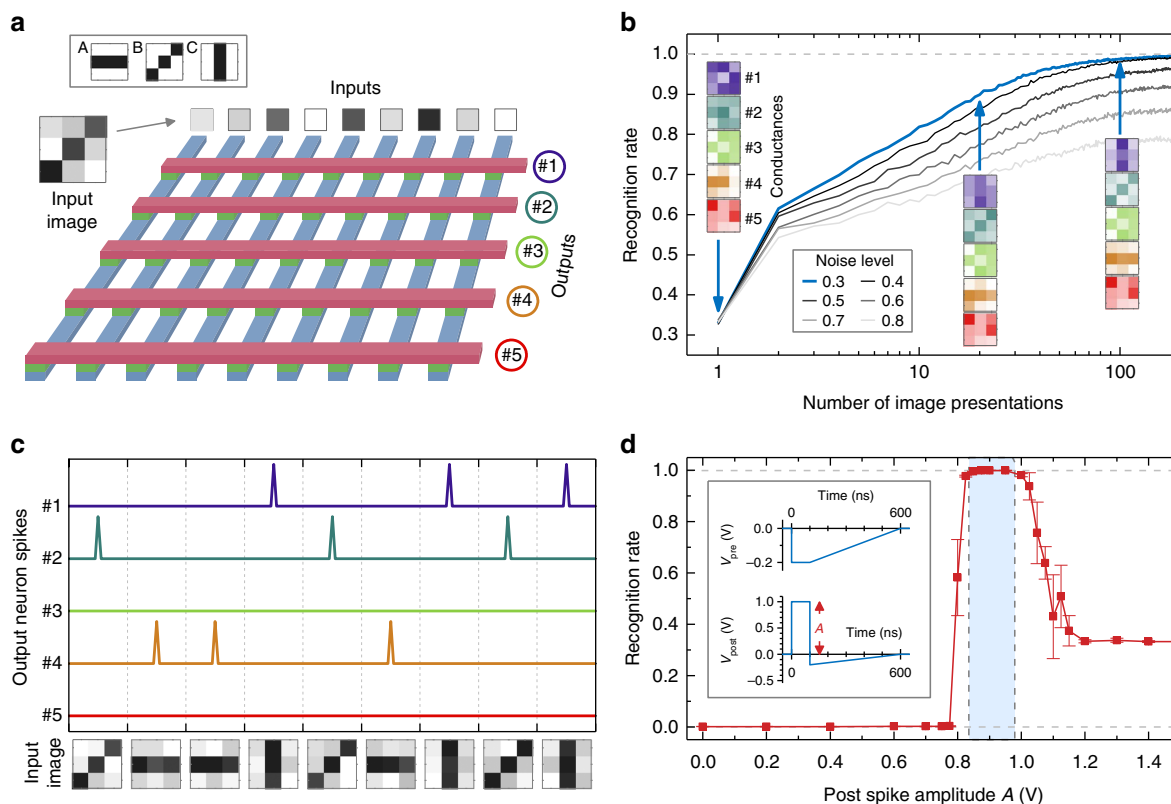 a
A B C
Inputs
Input
image
#1
#2
#3
#4
#5
Outputs
b
Recognition rate
1.0
0.9
0.8
0.7
0.6
0.5
0.4
0.3
#1
#2
#3
#4
#5
Conductances
Noise level
0.3 0.4
0.5 0.6
0.7 0.8
1 10 100
Number of image presentations
c
Output neuron spikes
#1
#2
#3
#4
#5
Input
image
d
Recognition rate
1.0
0.8
0.6
0.4
0.2
0.0
Time (ns)
0 600
0.0
−0.2
Vpre (V)
1.0
0.5
0.0
−0.5
Vpost (V)
A
Time (ns)
0 600
0.0 0.2 0.4 0.6 0.8 1.0 1.2 1.4
Post spike amplitude A (V)